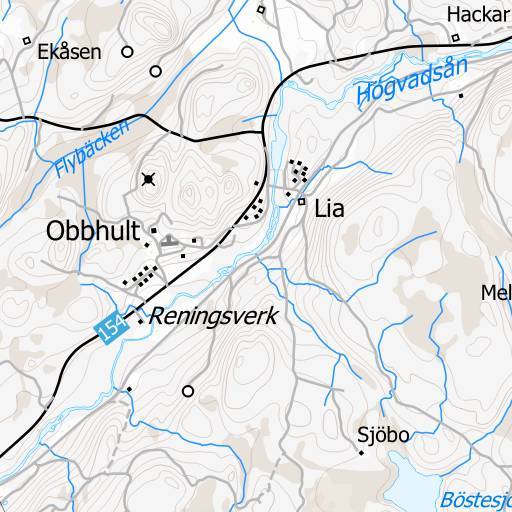 Hackar
Ekåsen
Högvadsån
Flybäcken
Lia
Obbhult
Mel
Reningsverk
154
Sjöbo
Böstesjö